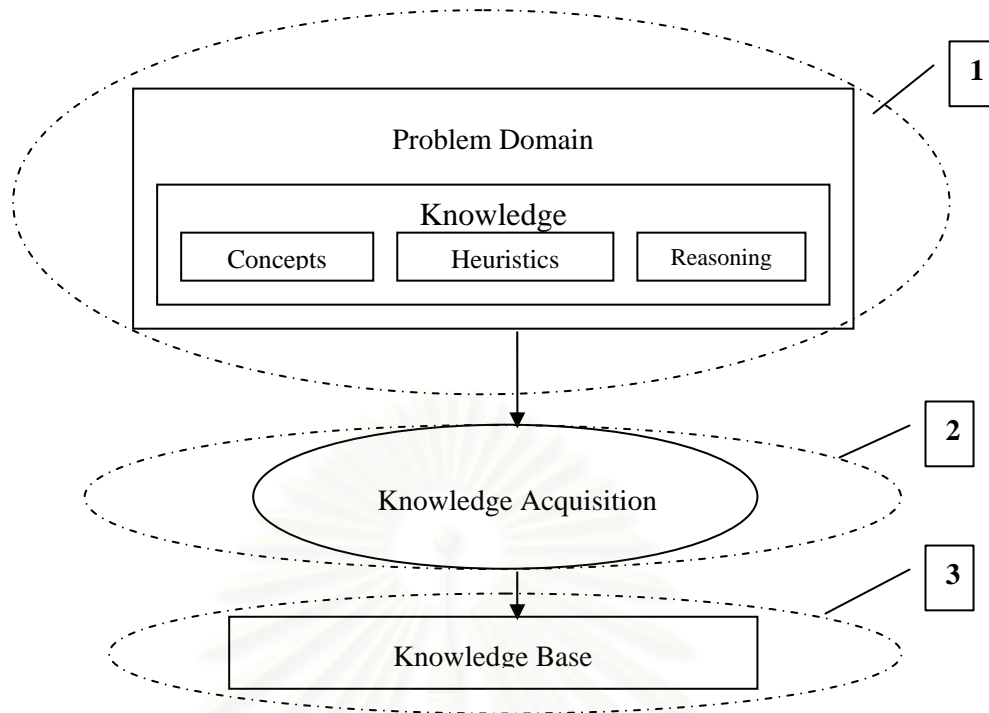 1
Problem Domain
Knowledge
Concepts
Heuristics
Reasoning
2
Knowledge Acquisition
3
Knowledge Base